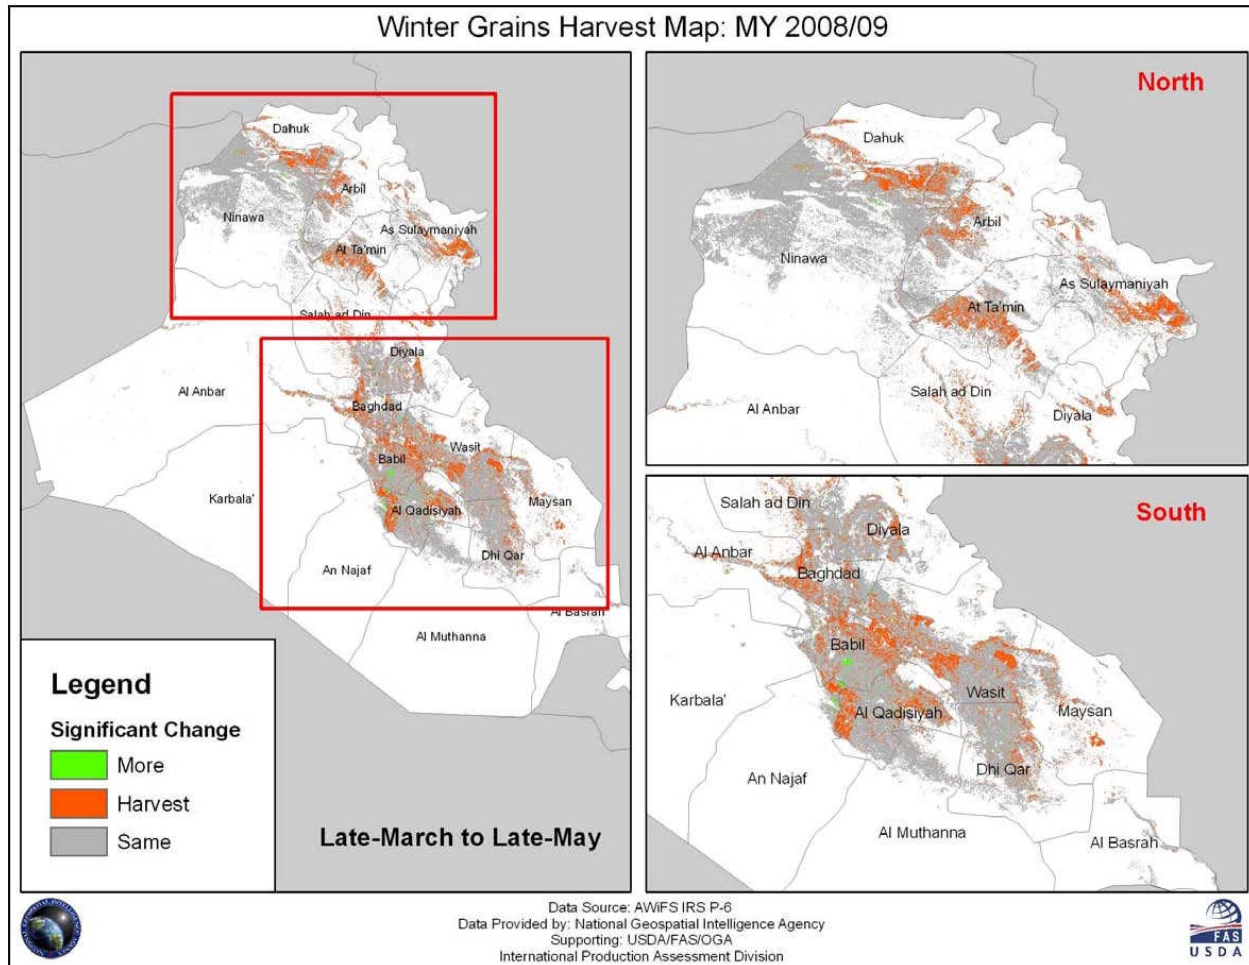 Winter Grains Harvest Map: MY 2008/09
Dahuk
Arbil
Ninawa
As Sulaymaniyah
At Ta'min
Salah ad Din
Diyala
Al Anbar
Baghdad
Wasit
Babil
Karbala'
Maysan
Al Qadisiyah
Dhi Qar
An Najaf
Al Basrah
Al Muthanna
Legend
Significant Change
More
Harvest
Same
Late-March to Late-May
North
Dahuk
Arbil
Ninawa
As Sulaymaniyah
At Ta'min
Salah ad Din
Diyala
Al Anbar
South
Salah ad Din
Diyala
Al Anbar
Baghdad
Babil
Wasit
Karbala'
Al Qadisiyah
Maysan
Dhi Qar
An Najaf
Al Muthanna
Al Basrah
Data Source: AWiFS IRS P-6
Data Provided by: National Geospatial Intelligence Agency
Supporting: USDA/FAS/OGA
International Production Assessment Division
FAS
USDA